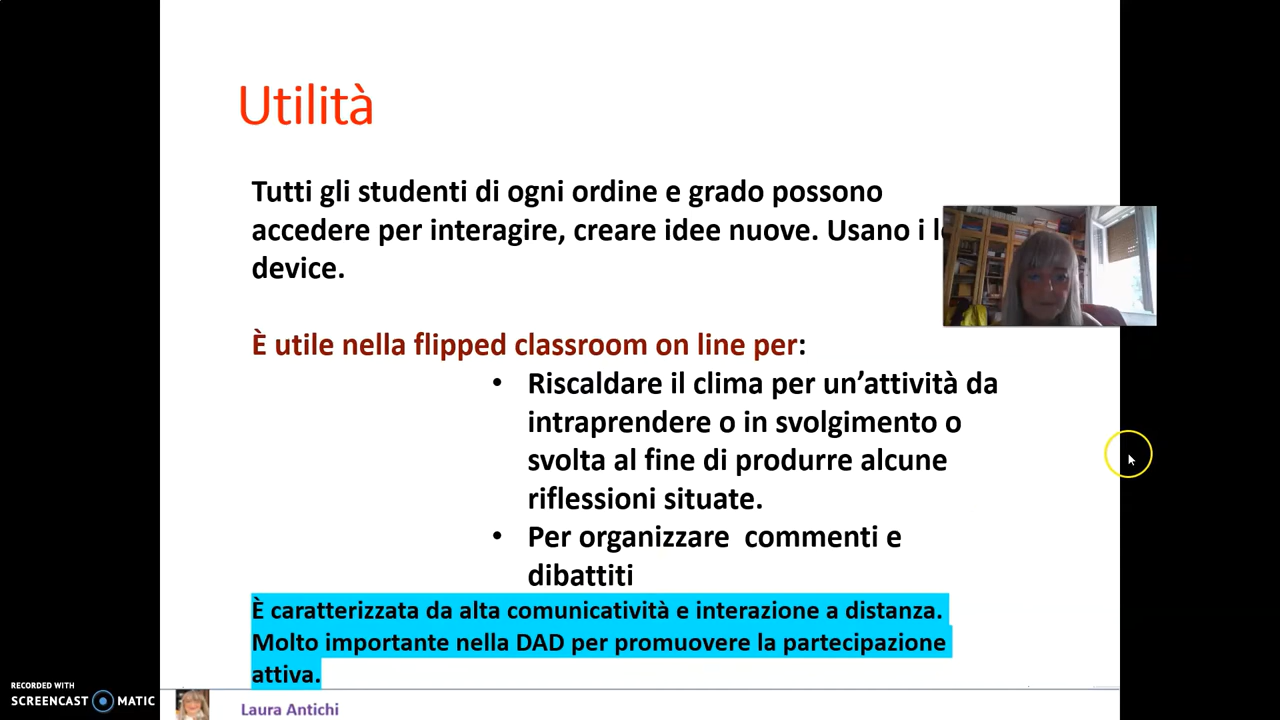 Utilità
Tutti gli studenti di ogni ordine e grado possono
accedere per interagire, creare idee nuove. Usano i
device.
È utile nella flipped classroom on line per:
• Riscaldare il clima per un’attività da
intraprendere o in svolgimento o
svolta al fine di produrre alcune
riflessioni situate.
• Per organizzare commenti e
dibattiti
È caratterizzata da alta comunicatività e interazione a distanza.
Molto importante nella DAD per promuovere la partecipazione
attiva.
RECORDED WITH
SCREENCAST MATIC
Laura Antichi